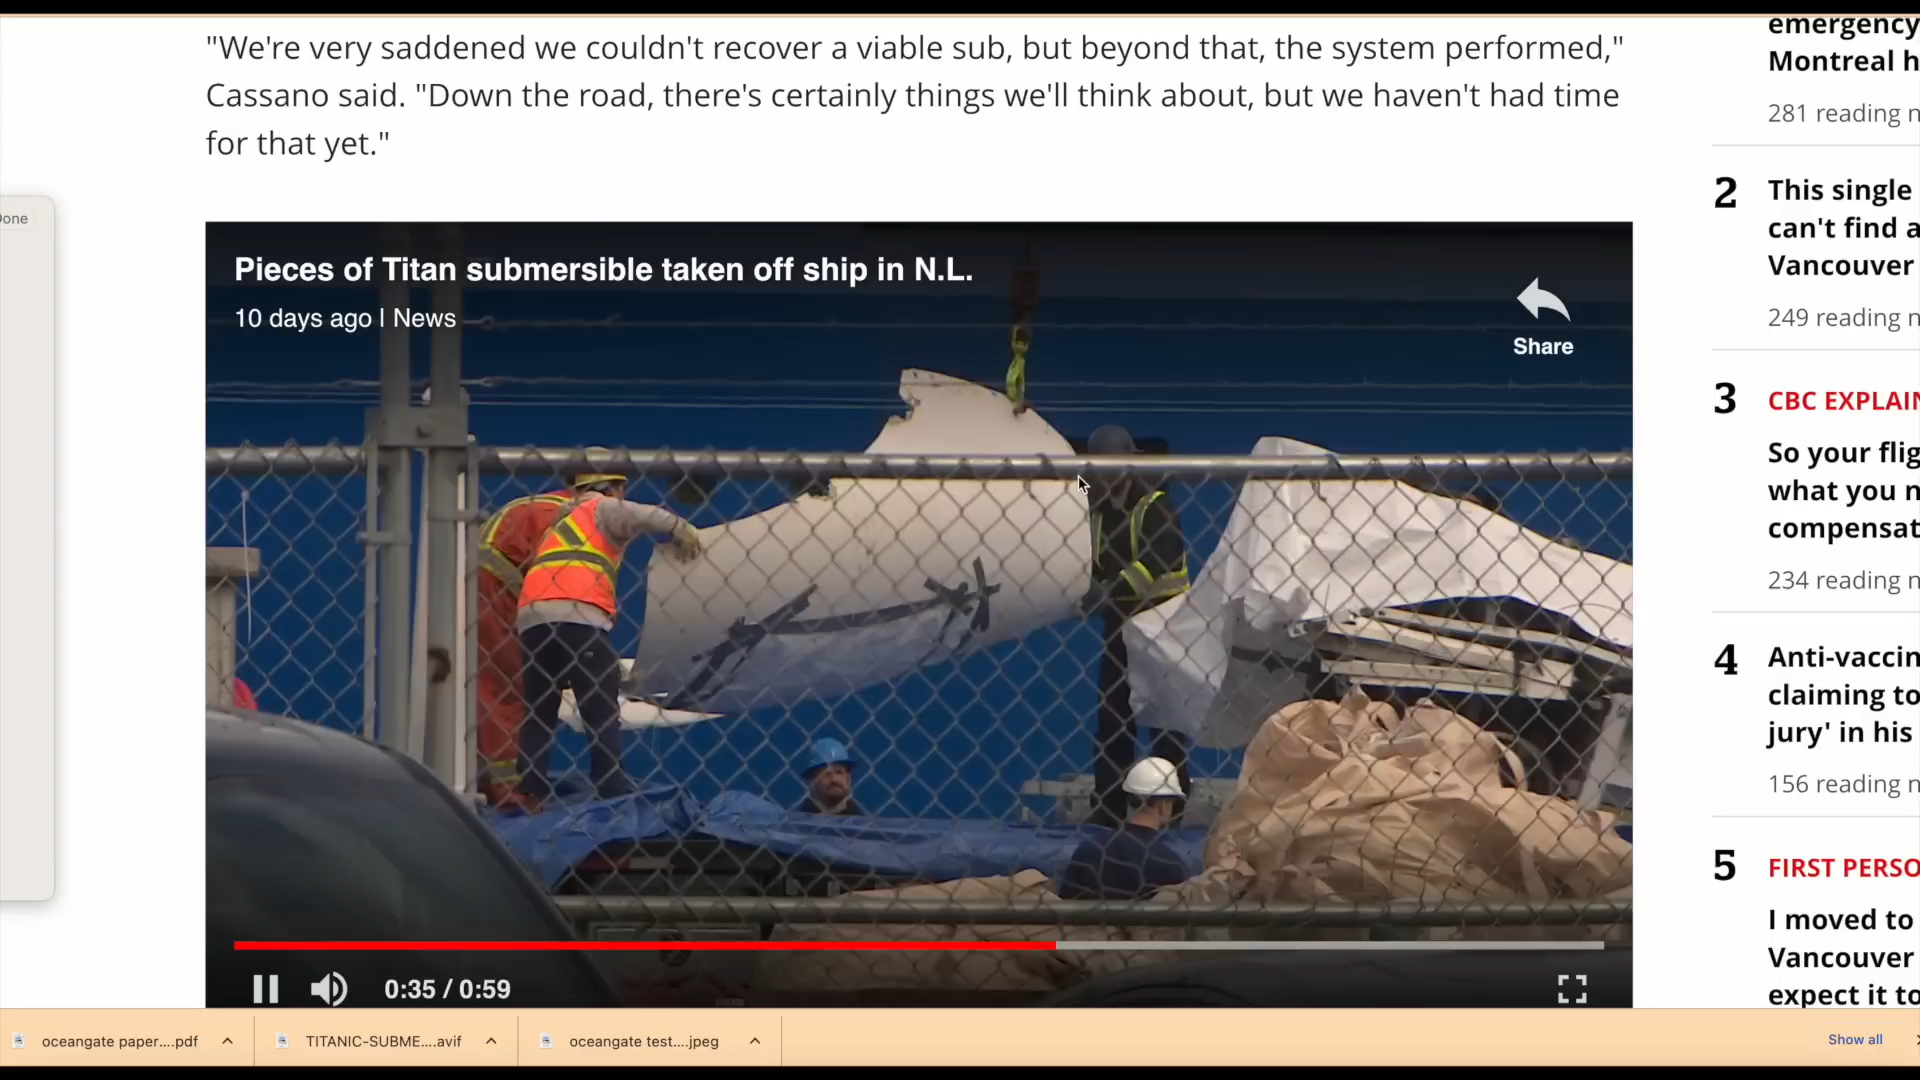 "We're very saddened we couldn't recover a viable sub, but beyond that, the system performed,"
Cassano said. "Down the road, there's certainly things we'll think about, but we haven't had time
for that yet."
Done
Pieces of Titan submersible taken off ship in N.L.
10 days ago | News
Share
0:35 / 0:59
emergency
Montreal h
281 reading n
2
This single
can't find a
Vancouver
249 reading n
3
CBC EXPLAIN
So your flig
what you n
compensat
234 reading n
4
Anti-vaccin
claiming to
jury' in his
156 reading n
5
FIRST PERSO
I moved to
Vancouver
expect it to
oceangate paper....pdf
TITANIC-SUBME....avif
oceangate test....jpeg
Show all